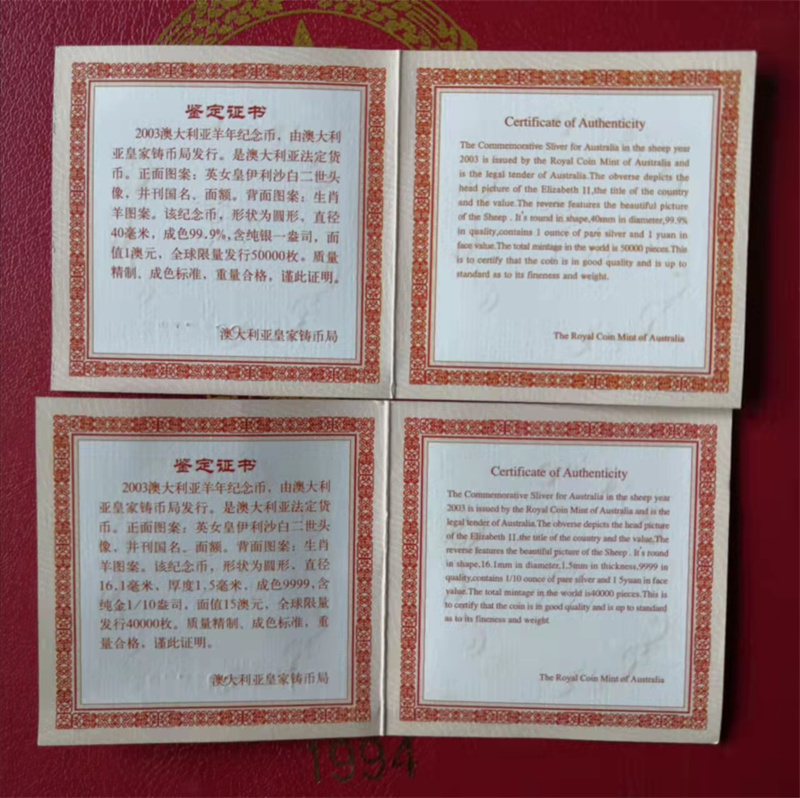 鉴定证书
2003澳大利亚羊年纪念币，由澳大利
亚皇家铸币局发行。是澳大利亚法定货
币。正面图案：英女皇伊利沙白二世头
像，并刊国名、面额。背面图案：生肖
羊图案。该纪念币，形状为圆形，直径
40毫米，成色99.9%，含纯银一盎司，面
值1澳元，全球限量发行50000枚。质量
精制、成色标准，重量合格，谨此证明。
澳大利亚皇家铸币局
Certificate of Authenticity
The Commemorative Sliver for Australia in the sheep year
2003 is issued by the Royal Coin Mint of Australia and
is the legal tender of Australia.The obverse depicts the
head picture of the Elizabeth II,the title of the country
and the value.The reverse features the beautiful picture
of the Sheep . It's round in shape,40mm in diameter,99.9%
in quality,contains 1 ounce of pare silver and 1 yuan in
face value.The total mintage in the world is 50000 pieces.This
is to certify that the coin is in good quality and is up to
standard as to its fineness and weight.
The Royal Coin Mint of Australia
鉴定证书
2003澳大利亚羊年纪念币，由澳大利
亚皇家铸币局发行。是澳大利亚法定货
币。正面图案：英女皇伊利沙白二世头
像，并刊国名、面额。背面图案：生肖
羊图案。该纪念币，形状为圆形，直径
16.1毫米，厚度1.5毫米，成色9999，含
纯金1/10盎司，面值15澳元，全球限量
发行40000枚。质量精制、成色标准，重
量合格，谨此证明。
澳大利亚皇家铸币局
Certificate of Authenticity
The Commemorative Sliver for Australia in the sheep year
2003 is issued by the Royal Coin Mint of Australia and is the
legal tender of Australia.The obverse depicts the head picture
of the Elizabeth II,the title of the country and the value.The
reverse features the beautiful picture of the Sheep . It's round
in shape,16.1mm in diameter,1.5mm in thickness,9999 in
quality,contains 1/10 ounce of pare silver and 15yuan in face
value.The total mintage in the world is40000 pieces.This is
to certify that the coin is in good quality and is up to standard
as to its fineness and weight
The Royal Coin Mint of Australia
1994